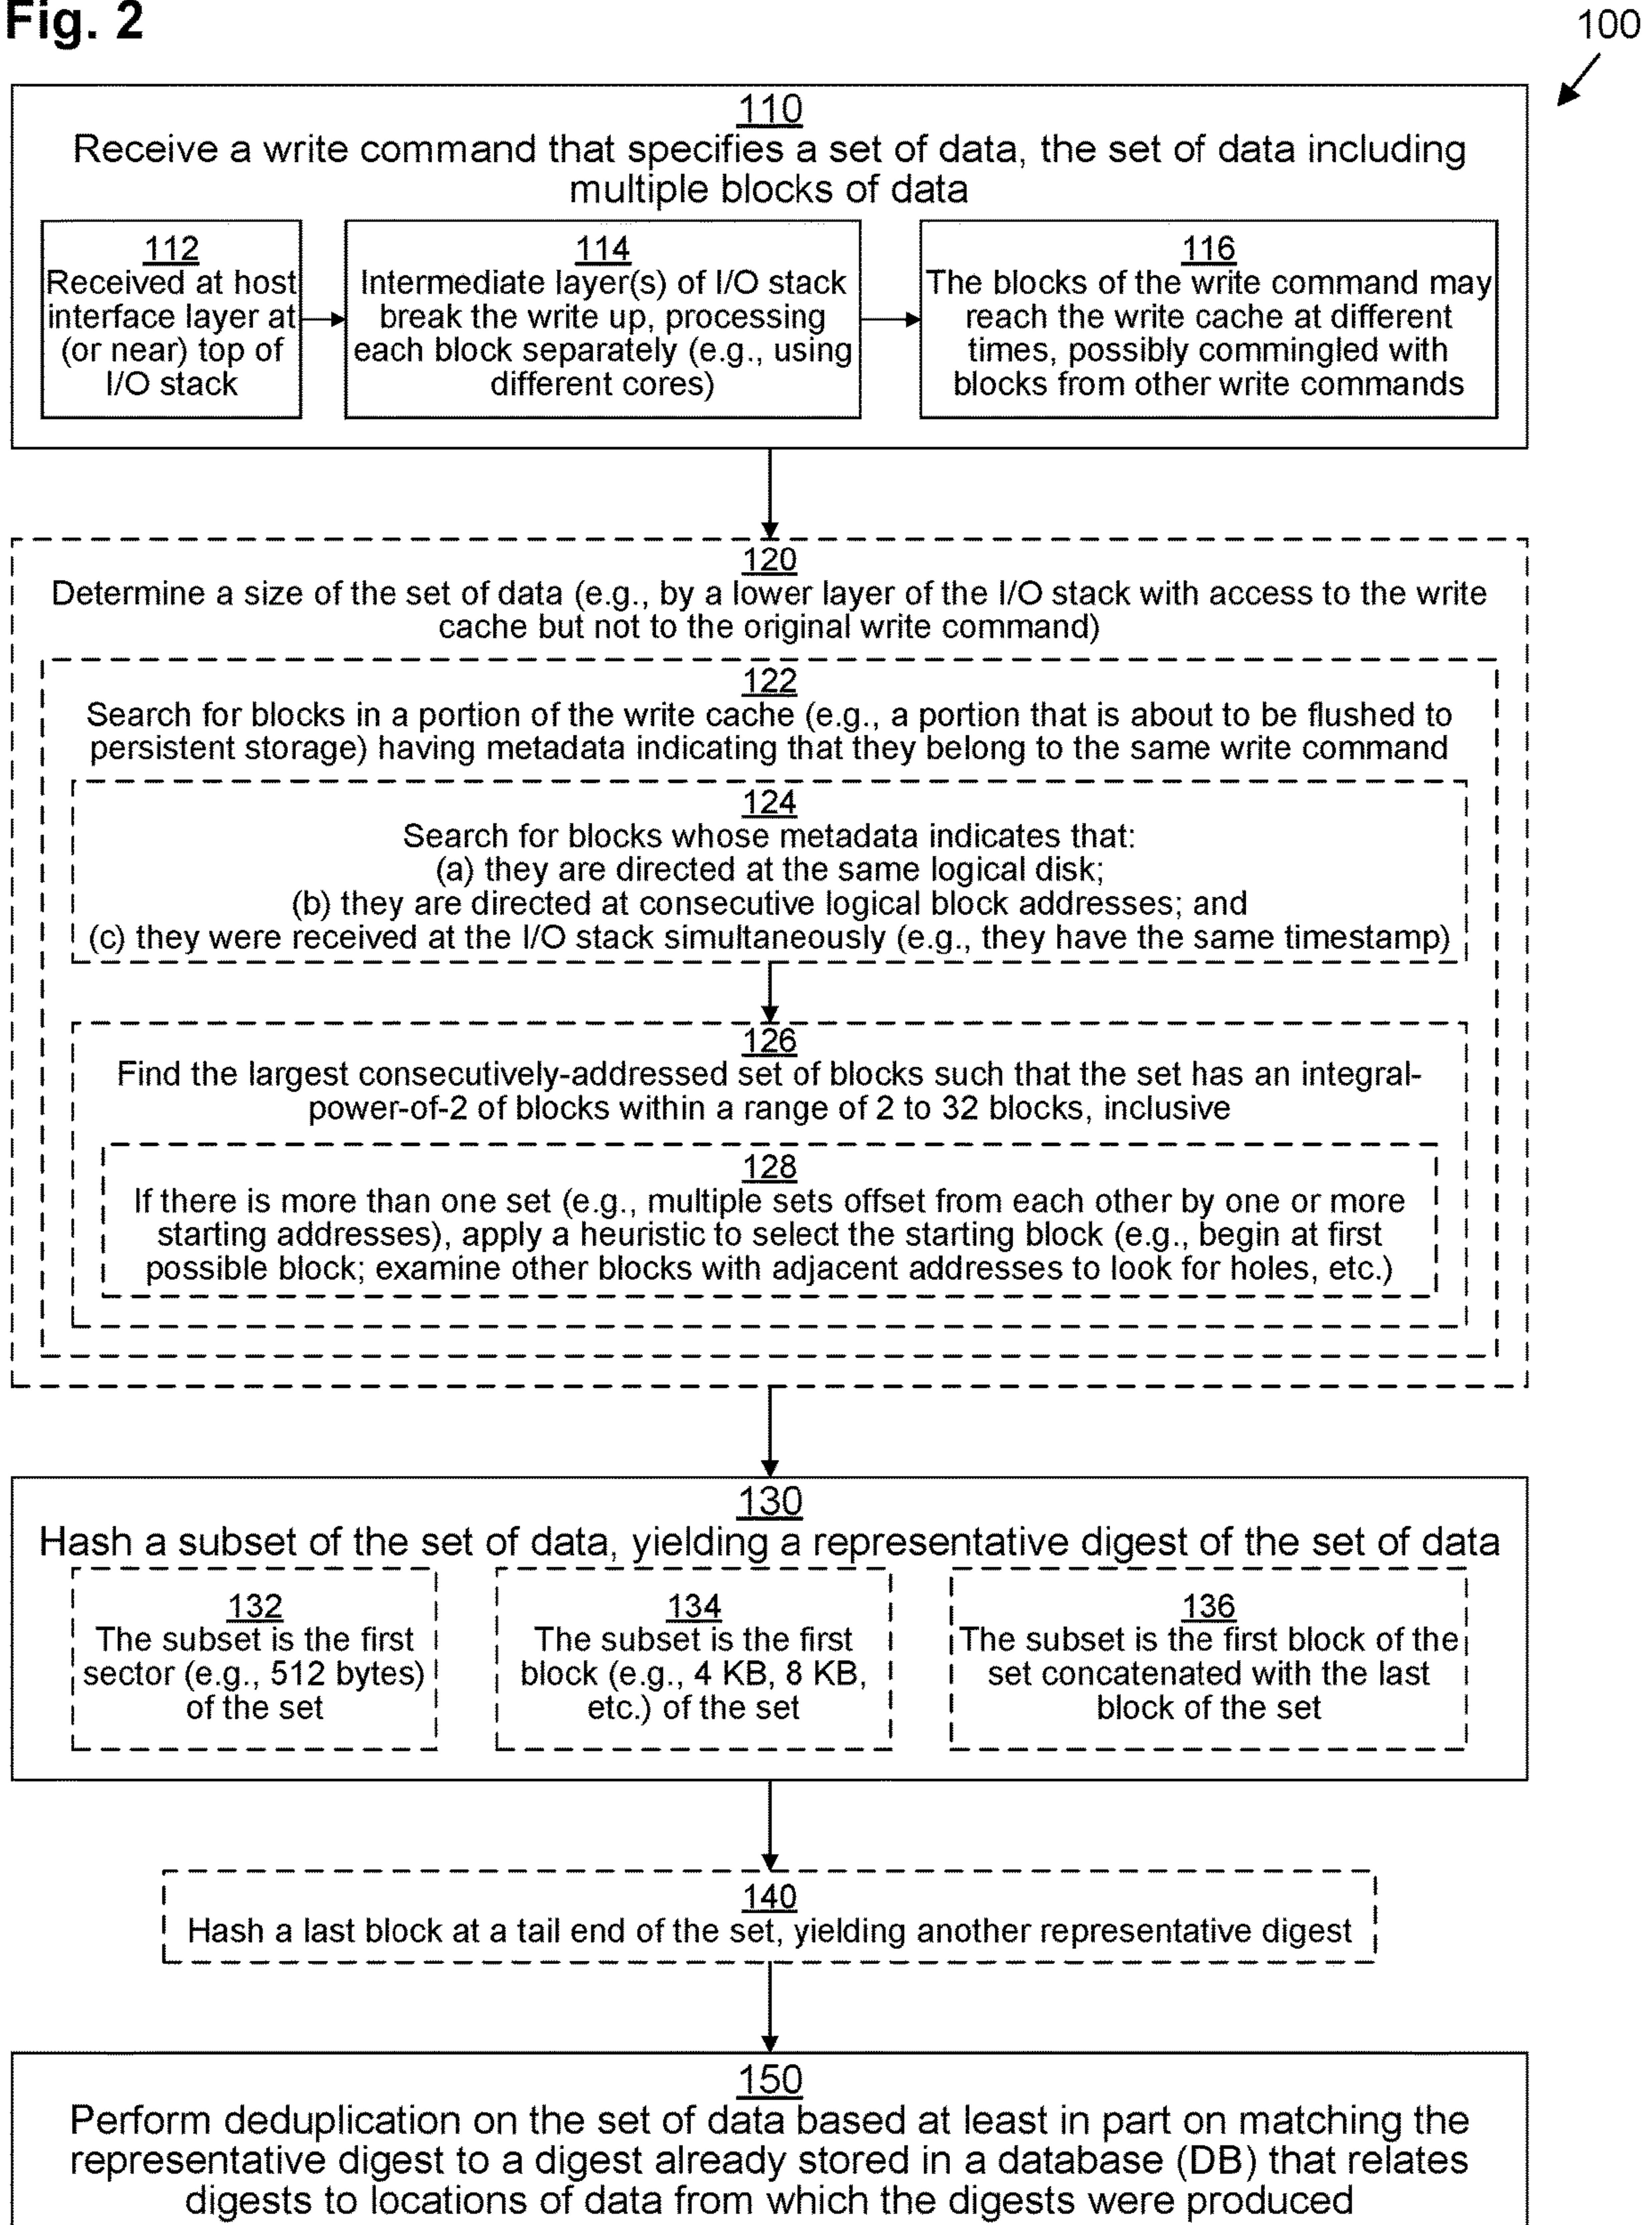 Fig. 2
100
110
Receive a write command that specifies a set of data, the set of data including
multiple blocks of data
112
Received at host
interface layer at
(or near) top of
I/O stack
114
Intermediate layer(s) of I/O stack
break the write up, processing
each block separately (e.g., using
different cores)
116
The blocks of the write command may
reach the write cache at different
times, possibly commingled with
blocks from other write commands
120
Determine a size of the set of data (e.g., by a lower layer of the I/O stack with access to the write
cache but not to the original write command)
122
Search for blocks in a portion of the write cache (e.g., a portion that is about to be flushed to
persistent storage) having metadata indicating that they belong to the same write command
124
Search for blocks whose metadata indicates that:
(a) they are directed at the same logical disk;
(b) they are directed at consecutive logical block addresses; and
(c) they were received at the I/O stack simultaneously (e.g., they have the same timestamp)
126
Find the largest consecutively-addressed set of blocks such that the set has an integral-
power-of-2 of blocks within a range of 2 to 32 blocks, inclusive
128
If there is more than one set (e.g., multiple sets offset from each other by one or more
starting addresses), apply a heuristic to select the starting block (e.g., begin at first
possible block; examine other blocks with adjacent addresses to look for holes, etc.)
130
Hash a subset of the set of data, yielding a representative digest of the set of data
132
The subset is the first
sector (e.g., 512 bytes)
of the set
134
The subset is the first
block (e.g., 4 KB, 8 KB,
etc.) of the set
136
The subset is the first block of the
set concatenated with the last
block of the set
140
Hash a last block at a tail end of the set, yielding another representative digest
150
Perform deduplication on the set of data based at least in part on matching the
representative digest to a digest already stored in a database (DB) that relates
digests to locations of data from which the digests were produced